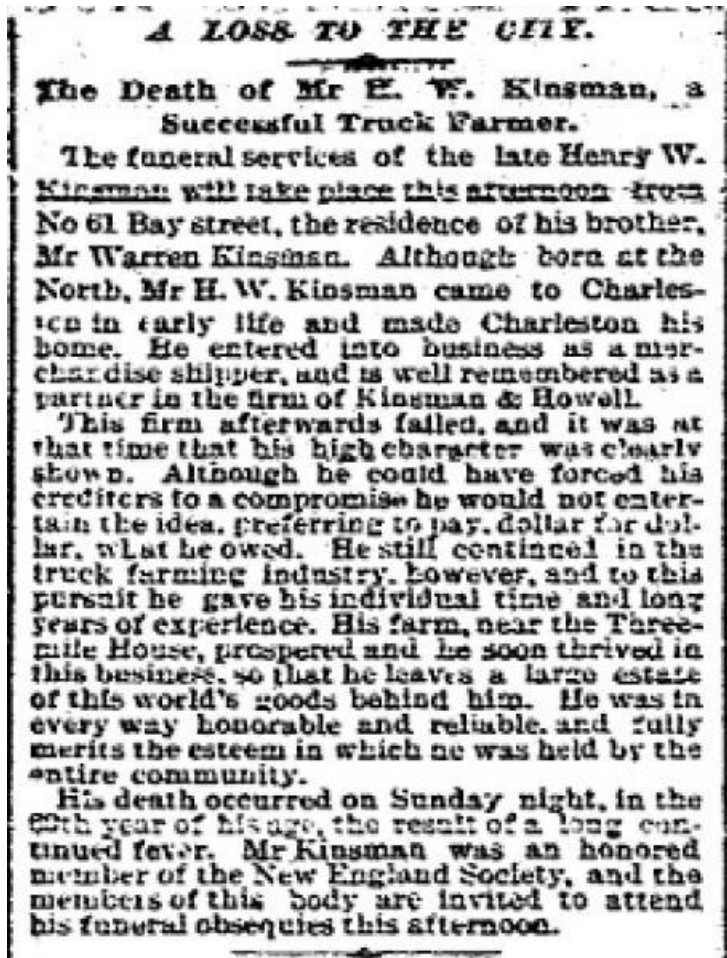 A LOSS TO THE CITY.
The Death of Mr H. W. Kinsman, a
Successful Truck Farmer.
The funeral services of the late Henry W.
Kinsman will take place this afternoon from
No 61 Bay street, the residence of his brother,
Mr Warren Kinsman. Although born at the
North, Mr H. W. Kinsman came to Charles-
ton in early life and made Charleston his
home. He entered into business as a mer-
chandise shipper, and is well remembered as a
partner in the firm of Kinsman & Howell.
This firm afterwards failed, and it was at
that time that his high character was clearly
shown. Although he could have forced his
creditors to a compromise he would not enter-
tain the idea, preferring to pay, dollar for dol-
lar, what he owed. He still continued in the
truck farming industry, however, and to this
pursuit he gave his individual time and long
years of experience. His farm, near the Three-
mile House, prospered and he soon thrived in
this business, so that he leaves a large estate
of this world's goods behind him. He was in
every way honorable and reliable, and fully
merits the esteem in which he was held by the
entire community.
His death occurred on Sunday night, in the
year of his age, the result of a long con-
tinued fever. Mr Kinsman was an honored
member of the New England Society, and the
members of this body are invited to attend
his funeral obsequies this afternoon.